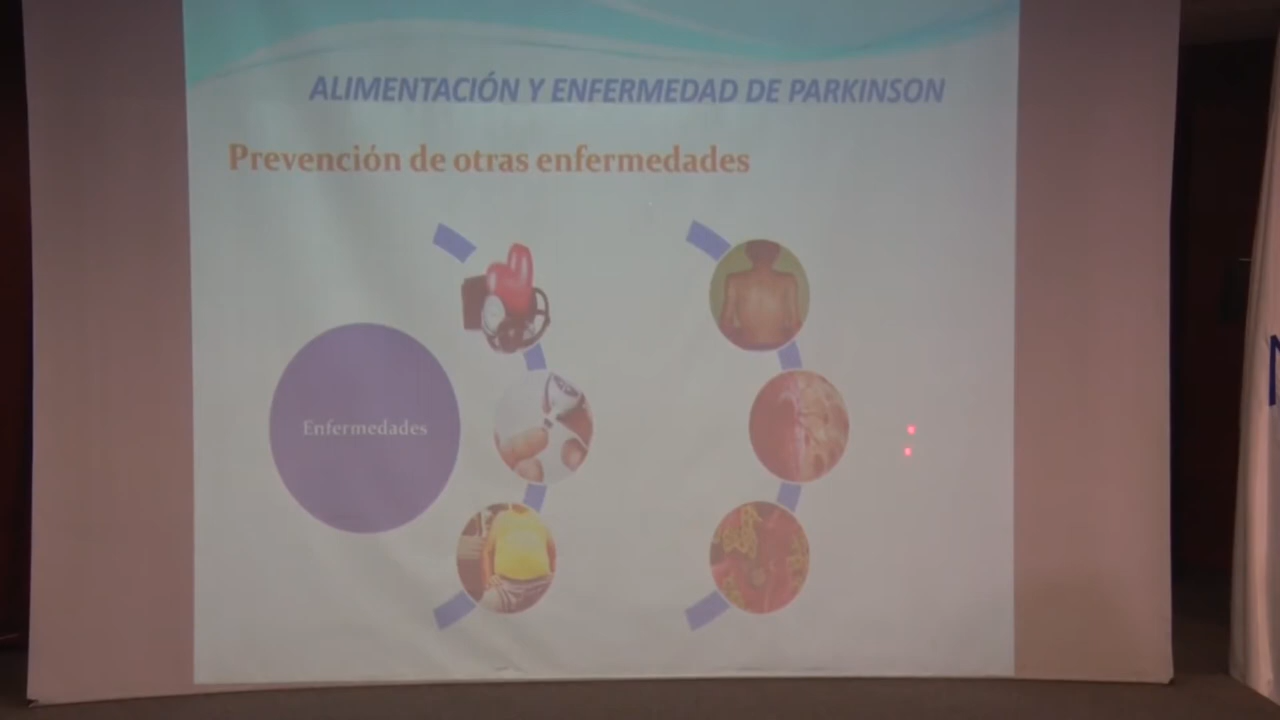 ALIMENTACIÓN Y ENFERMEDAD DE PARKINSON
Prevención de otras enfermedades
Enfermedades